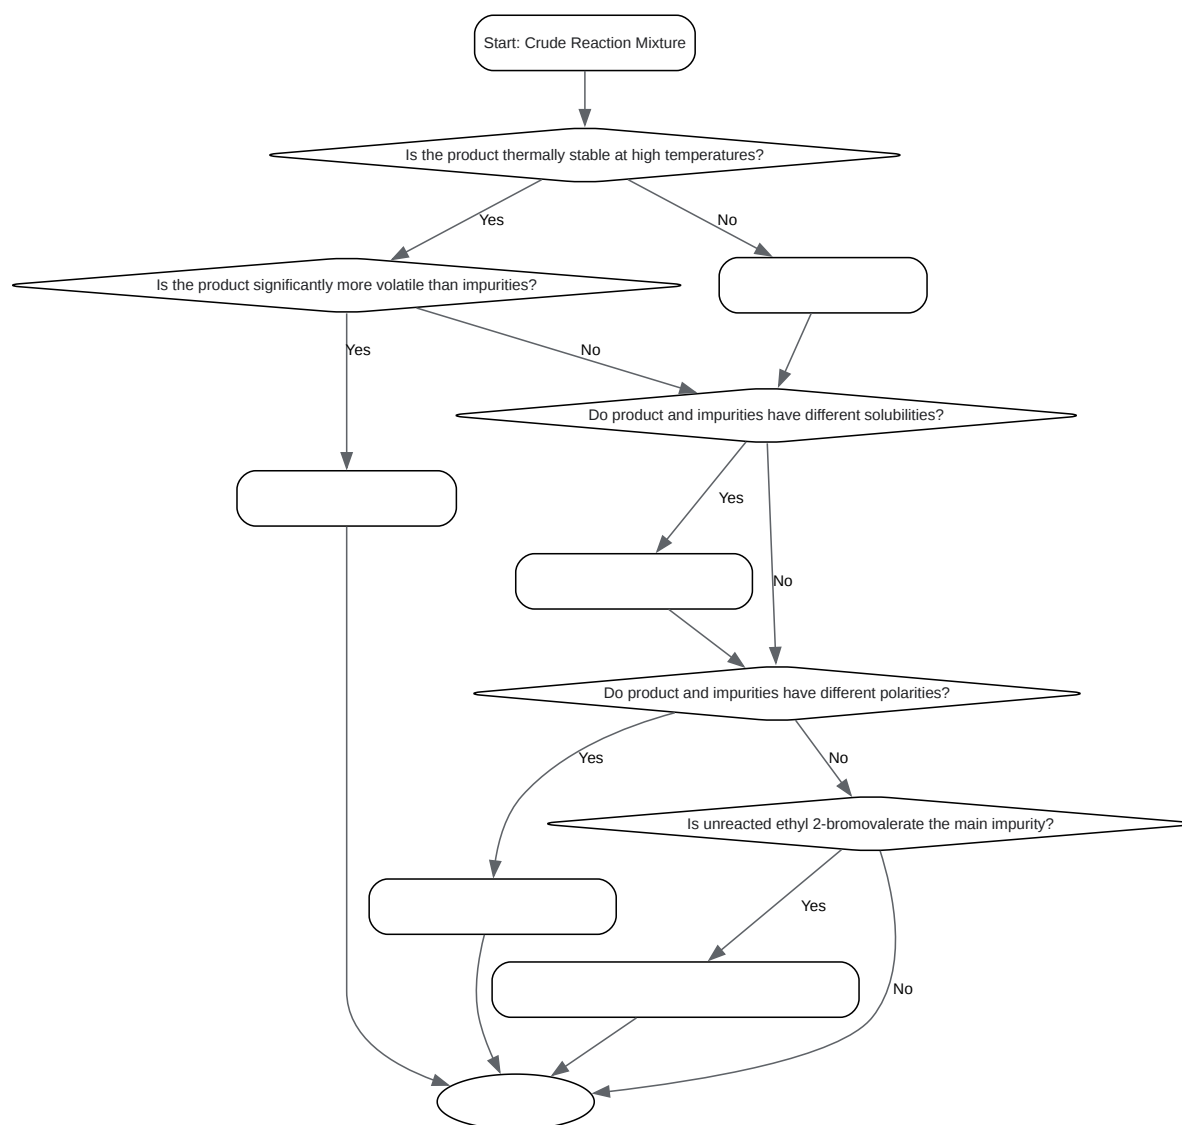 Start: Crude Reaction Mixture
Is the product thermally stable at high temperatures?
Yes
No
Is the product significantly more volatile than impurities?
Yes
No
Do product and impurities have different solubilities?
Yes
No
Do product and impurities have different polarities?
Yes
No
Is unreacted ethyl 2-bromovalerate the main impurity?
Yes
No